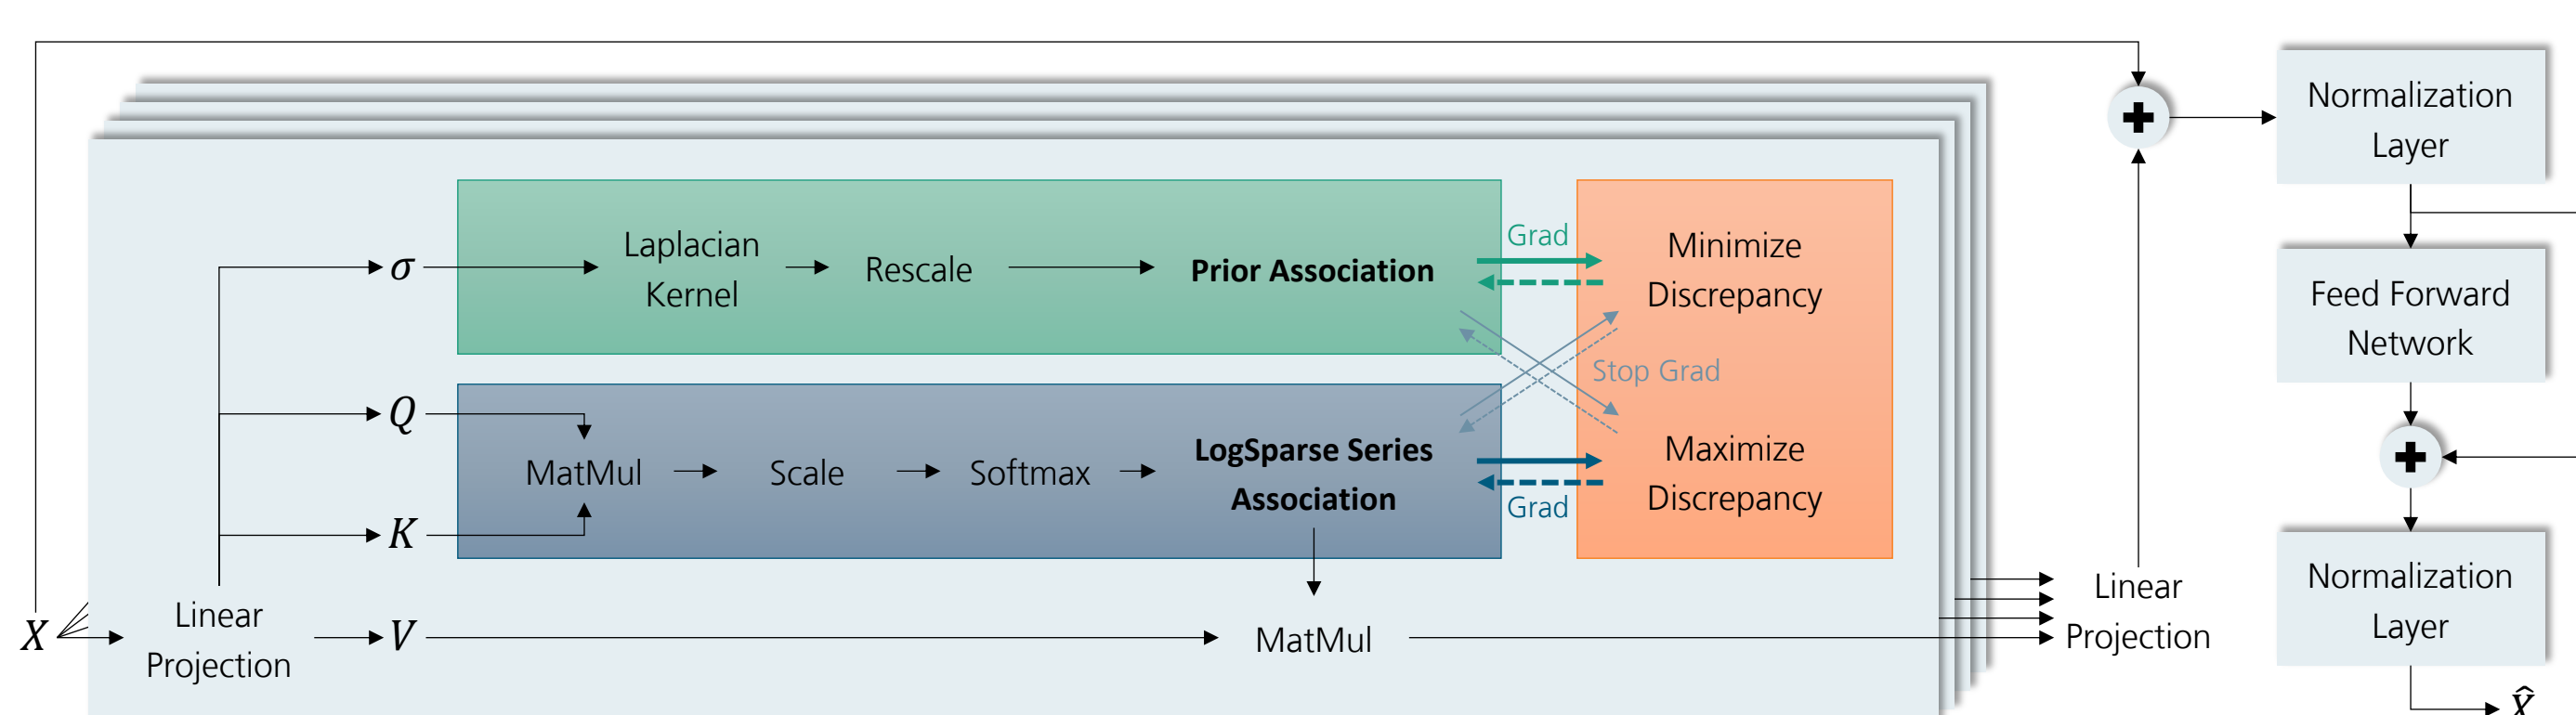 Normalization
Layer
Laplacian
Kernel
Rescale
Prior Association
Grad
Minimize
Discrepancy
σ
Feed Forward
Network
Stop Grad
Q
K
MatMul
Scale
Softmax
LogSparse Series
Association
Grad
Maximize
Discrepancy
X
Linear
Projection
V
MatMul
Linear
Projection
Normalization
Layer
X̂